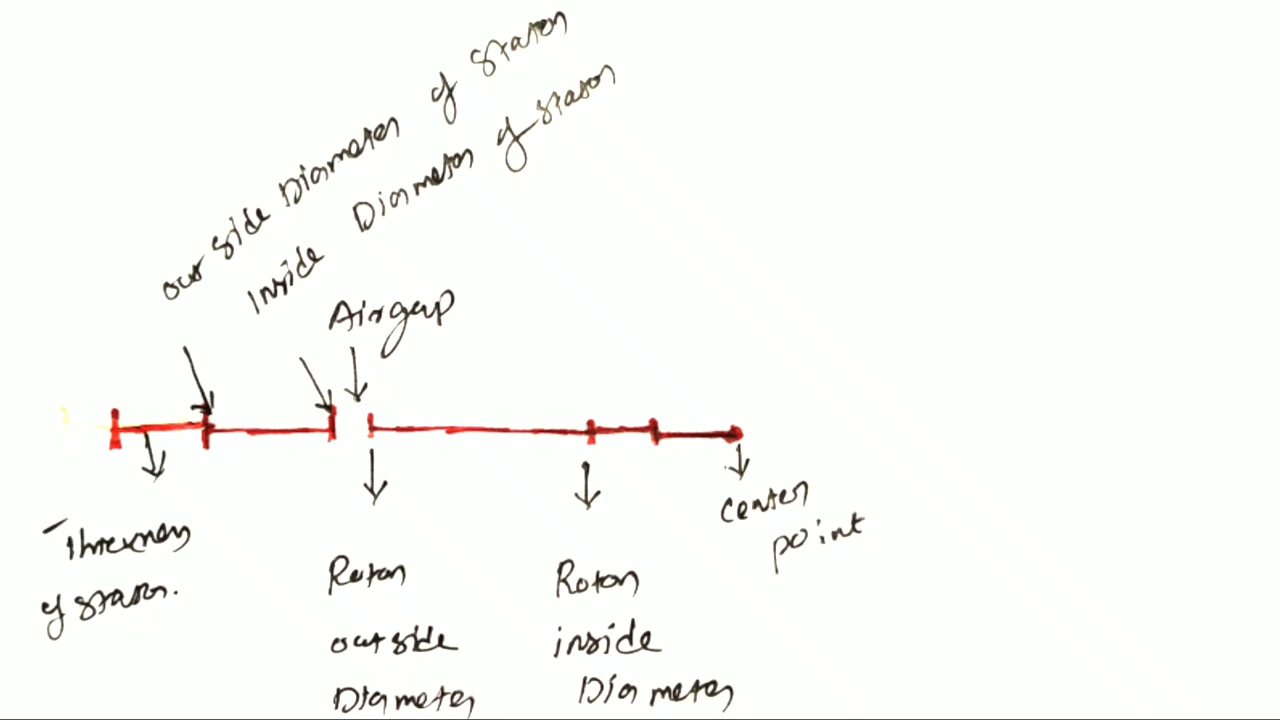 outside Diameter of stator
Inside Diameter of stator
Airgap
Thickness
of stator.
Rotor
outside
Diameter
Rotor
inside
Diameter
Center
point